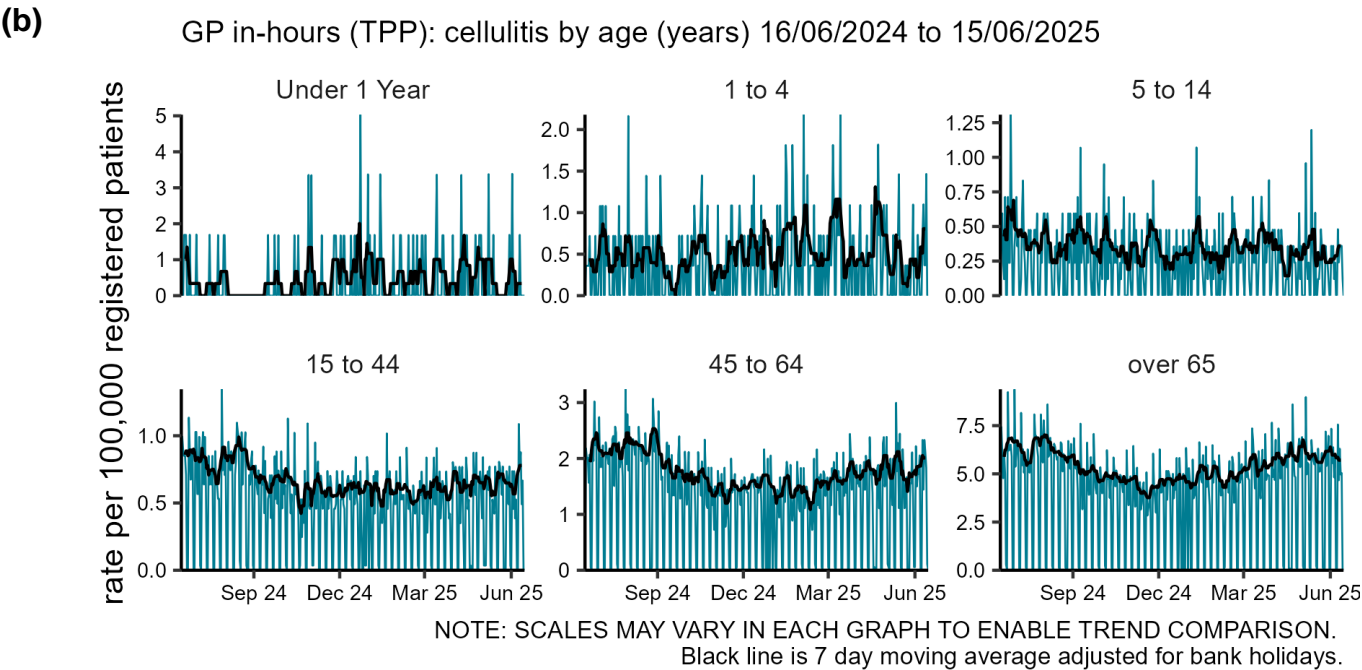 (b)
GP in-hours (TPP): cellulitis by age (years) 16/06/2024 to 15/06/2025
rate per 100,000 registered patients
Under 1 Year
5
4
3
2
1
0
1 to 4
2.0
1.5
1.0
0.5
0.0
5 to 14
1.25
1.00
0.75
0.50
0.25
0.00
15 to 44
1.0
0.5
0.0
Sep 24 Dec 24 Mar 25 Jun 25
45 to 64
3
2
1
0
Sep 24 Dec 24 Mar 25 Jun 25
over 65
7.5
5.0
2.5
0.0
Sep 24 Dec 24 Mar 25 Jun 25
NOTE: SCALES MAY VARY IN EACH GRAPH TO ENABLE TREND COMPARISON.
Black line is 7 day moving average adjusted for bank holidays.